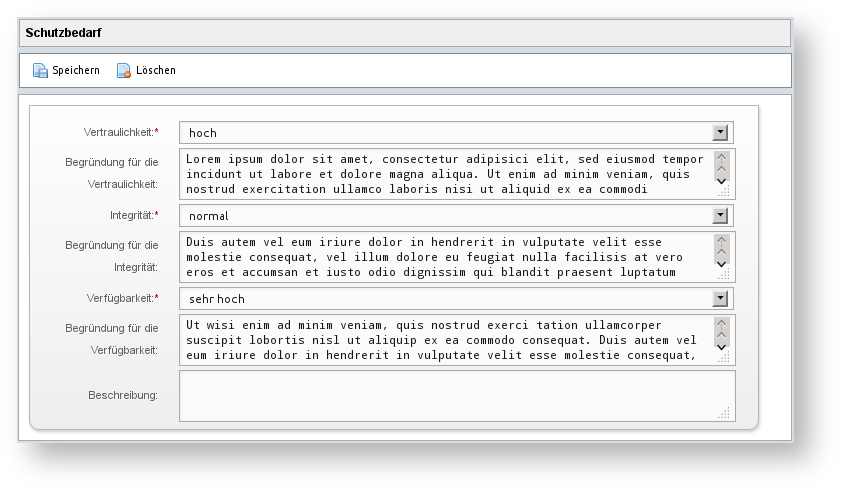 Schutzbedarf
Speichern Löschen
Vertraulichkeit:* hoch
Begründung für die Vertraulichkeit:
Lorem ipsum dolor sit amet, consectetur adipisici elit, sed eiusmod tempor
incidunt ut labore et dolore magna aliqua. Ut enim ad minim veniam, quis
nostrud exercitation ullamco laboris nisi ut aliquid ex ea commodi
Integrität:* normal
Begründung für die Integrität:
Duis autem vel eum iriure dolor in hendrerit in vulputate velit esse
molestie consequat, vel illum dolore eu feugiat nulla facilisis at vero
eros et accumsan et iusto odio dignissim qui blandit praesent luptatum
Verfügbarkeit:* sehr hoch
Begründung für die Verfügbarkeit:
Ut wisi enim ad minim veniam, quis nostrud exerci tation ullamcorper
suscipit lobortis nisl ut aliquip ex ea commodo consequat. Duis autem vel
eum iriure dolor in hendrerit in vulputate velit esse molestie consequat,
Beschreibung: